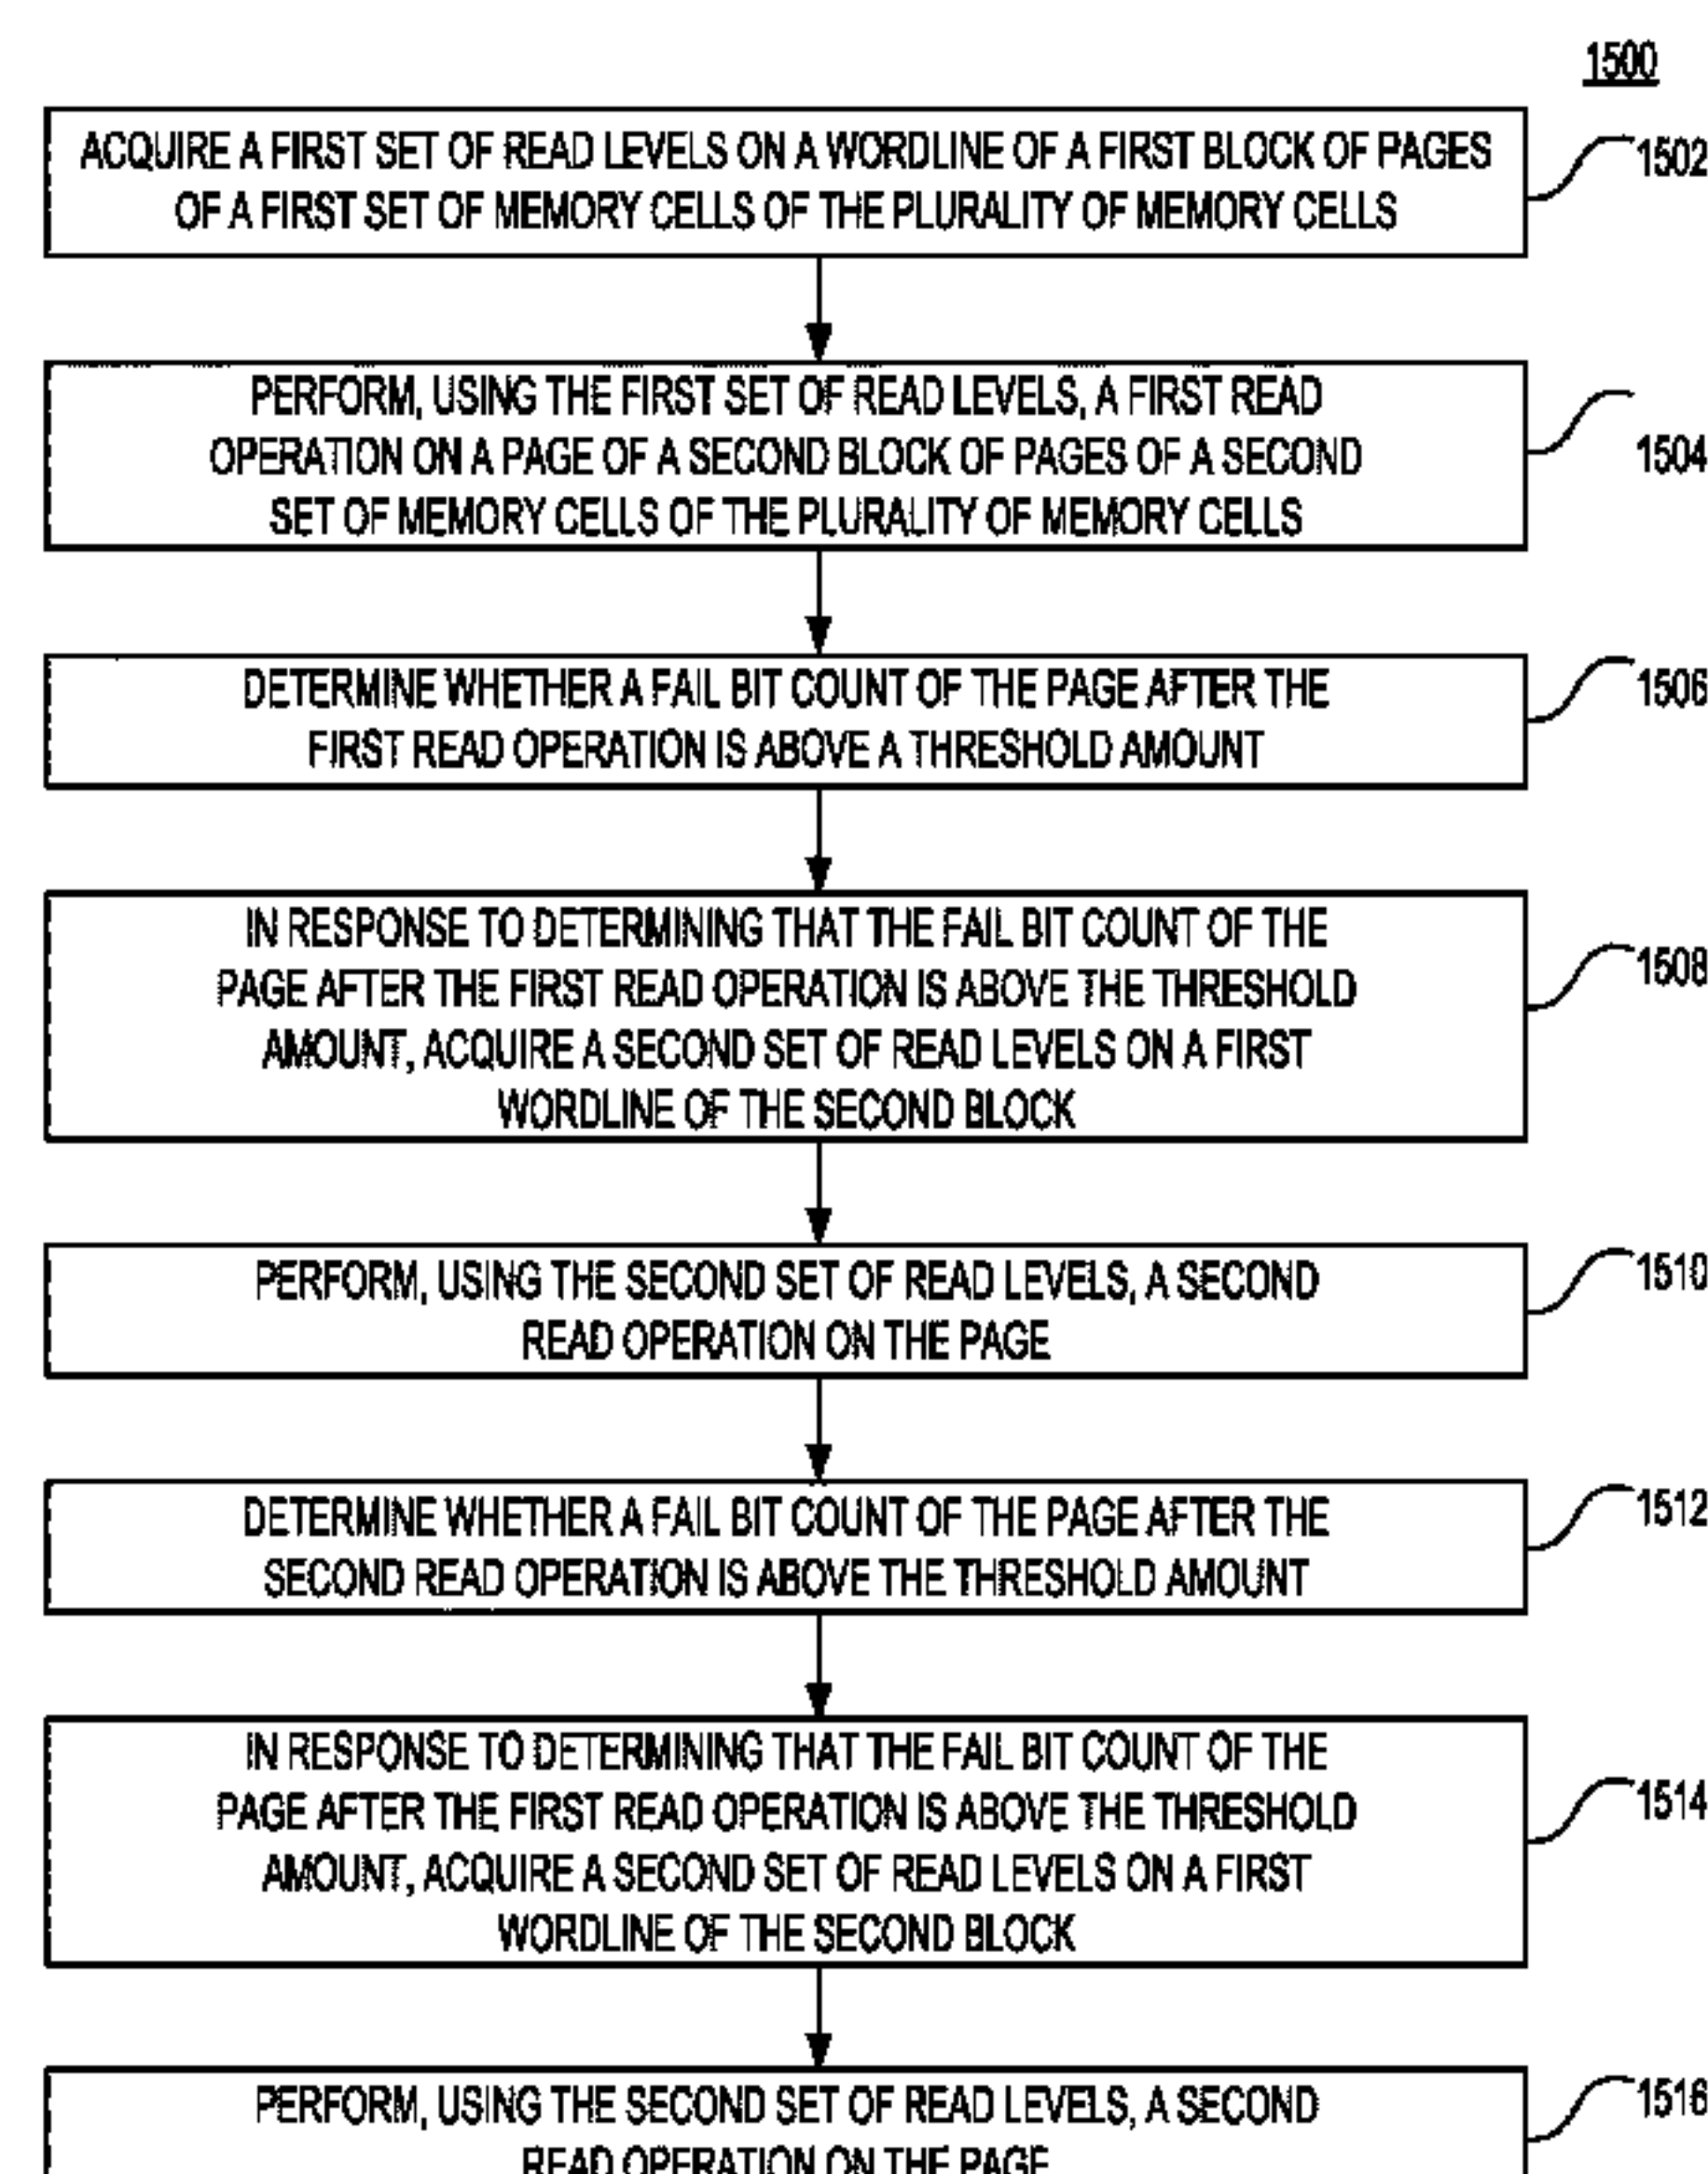 1500
ACQUIRE A FIRST SET OF READ LEVELS ON A WORDLINE OF A FIRST BLOCK OF PAGES
OF A FIRST SET OF MEMORY CELLS OF THE PLURALITY OF MEMORY CELLS
1502
PERFORM, USING THE FIRST SET OF READ LEVELS, A FIRST READ
OPERATION ON A PAGE OF A SECOND BLOCK OF PAGES OF A SECOND
SET OF MEMORY CELLS OF THE PLURALITY OF MEMORY CELLS
1504
DETERMINE WHETHER A FAIL BIT COUNT OF THE PAGE AFTER THE
FIRST READ OPERATION IS ABOVE A THRESHOLD AMOUNT
1506
IN RESPONSE TO DETERMINING THAT THE FAIL BIT COUNT OF THE
PAGE AFTER THE FIRST READ OPERATION IS ABOVE THE THRESHOLD
AMOUNT, ACQUIRE A SECOND SET OF READ LEVELS ON A FIRST
WORDLINE OF THE SECOND BLOCK
1508
PERFORM, USING THE SECOND SET OF READ LEVELS, A SECOND
READ OPERATION ON THE PAGE
1510
DETERMINE WHETHER A FAIL BIT COUNT OF THE PAGE AFTER THE
SECOND READ OPERATION IS ABOVE THE THRESHOLD AMOUNT
1512
IN RESPONSE TO DETERMINING THAT THE FAIL BIT COUNT OF THE
PAGE AFTER THE FIRST READ OPERATION IS ABOVE THE THRESHOLD
AMOUNT, ACQUIRE A SECOND SET OF READ LEVELS ON A FIRST
WORDLINE OF THE SECOND BLOCK
1514
PERFORM, USING THE SECOND SET OF READ LEVELS, A SECOND
READ OPERATION ON THE PAGE
1516